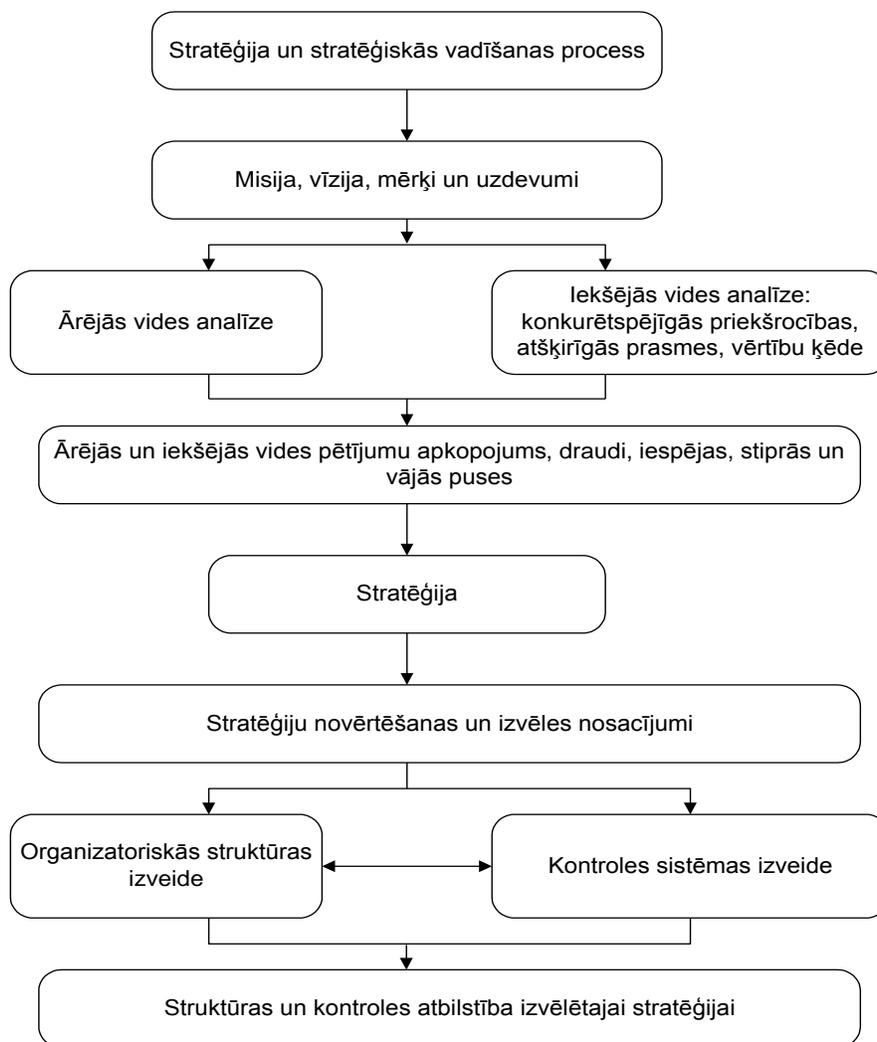 Stratēģija un stratēģiskās vadīšanas process
Misija, vīzija, mērķi un uzdevumi
Ārējās vides analīze
Iekšējās vides analīze:
konkurētspējīgās priekšrocības,
atšķirīgās prasmes, vērtību ķēde
Ārējās un iekšējās vides pētījumu apkopojums, draudi, iespējas, stiprās un
vājās puses
Stratēģija
Stratēģiju novērtēšanas un izvēles nosacījumi
Organizatoriskās struktūras
izveide
Kontroles sistēmas izveide
Struktūras un kontroles atbilstība izvēlētajai stratēģijai